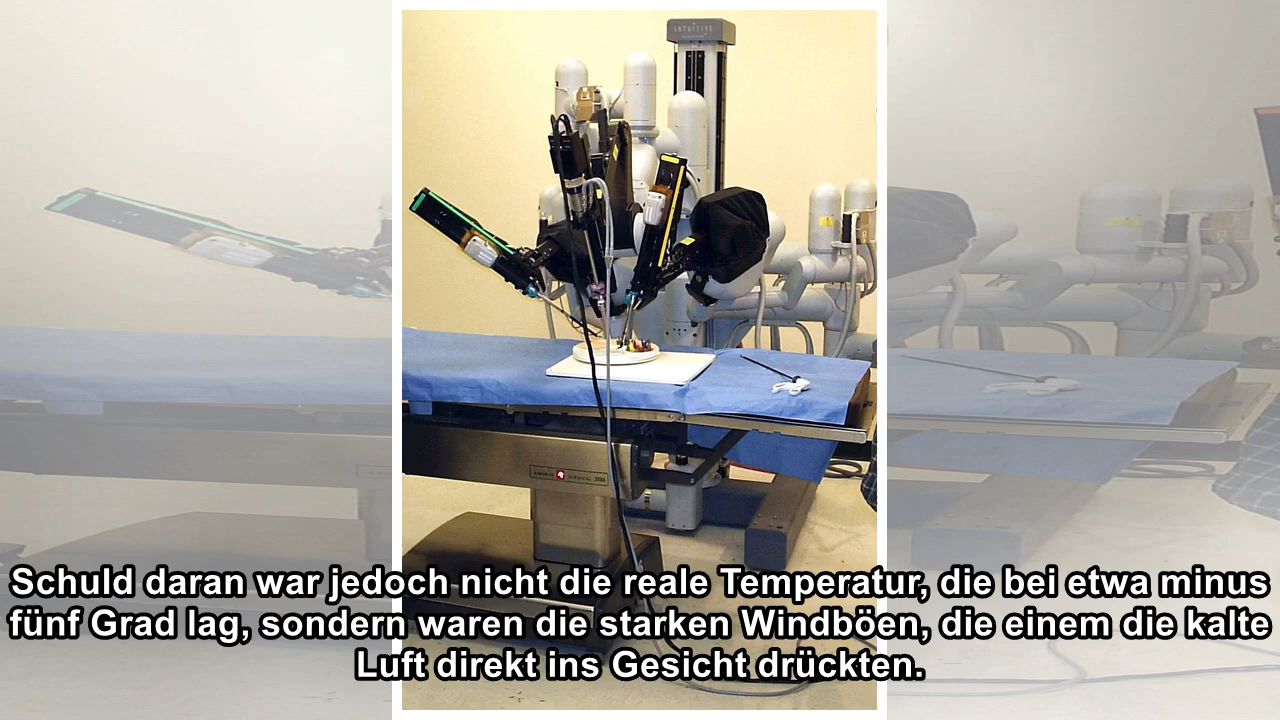 INTUITIVE
Schuld daran war jedoch nicht die reale Temperatur, die bei etwa minus
fünf Grad lag, sondern waren die starken Windböen, die einem die kalte
Luft direkt ins Gesicht drückten.